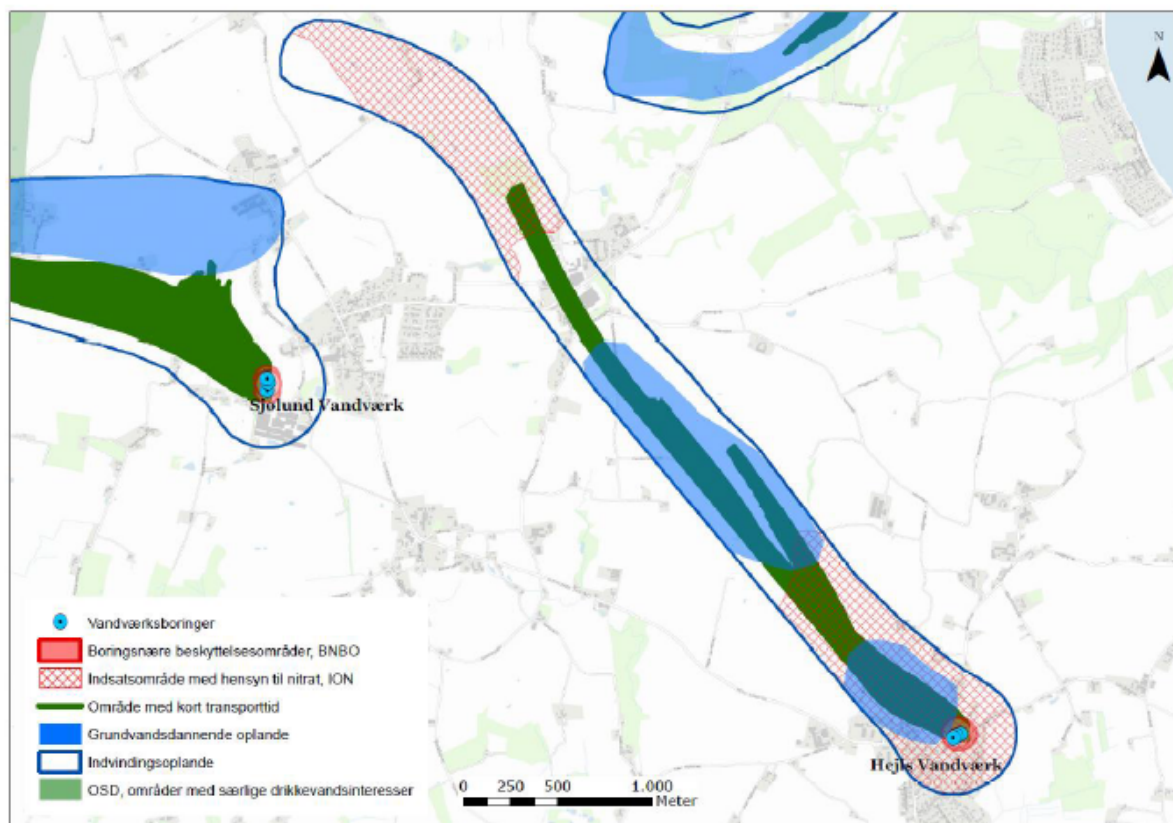 N
Sjølund Vandværk
Hejls Vandværk
Vandværksboringer
Boringsnære beskyttelsesområder, BNBO
Indsatsområde med hensyn til nitrat, ION
Område med kort transporttid
Grundvandsdannende oplande
Indvindingsoplande
OSD, områder med særlige drikkevandsinteresser
0 250 500 1.000
Meter